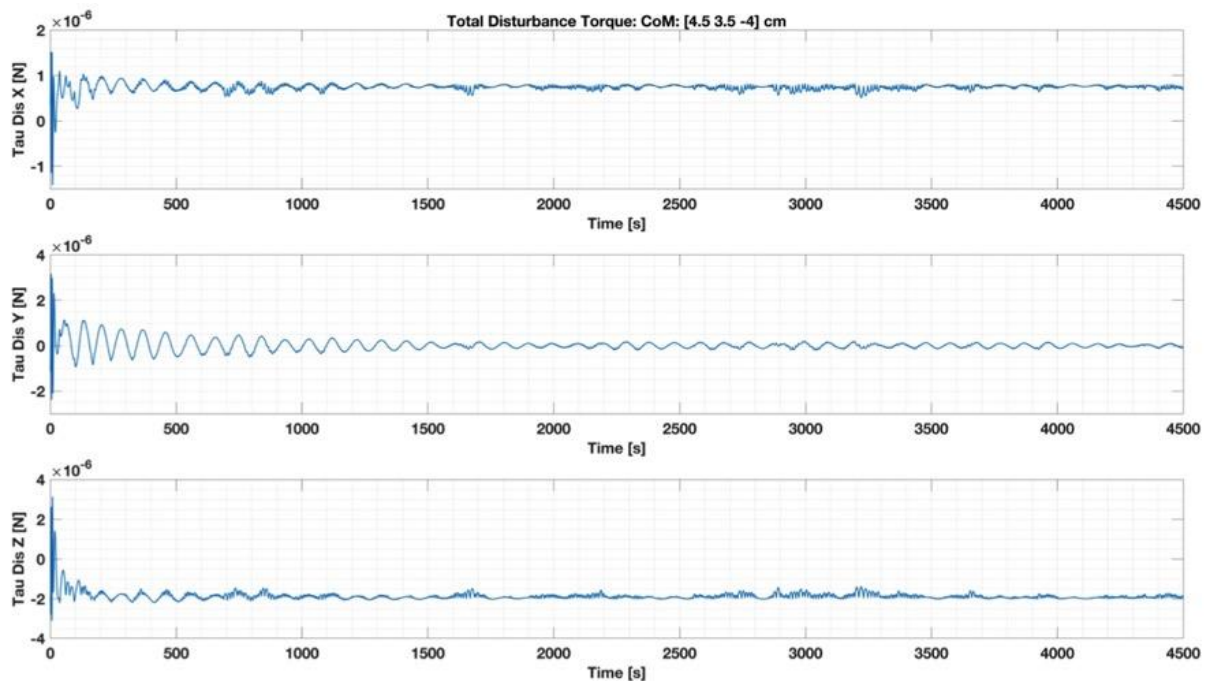 Total Disturbance Torque: CoM: [4.5 3.5 -4] cm
×10-6
2
1
0
-1
Tau Dis X [N]
0 500 1000 1500 2000 2500 3000 3500 4000 4500
Time [s]
×10-6
4
2
0
-2
Tau Dis Y [N]
0 500 1000 1500 2000 2500 3000 3500 4000 4500
Time [s]
×10-6
4
2
0
-2
-4
Tau Dis Z [N]
0 500 1000 1500 2000 2500 3000 3500 4000 4500
Time [s]